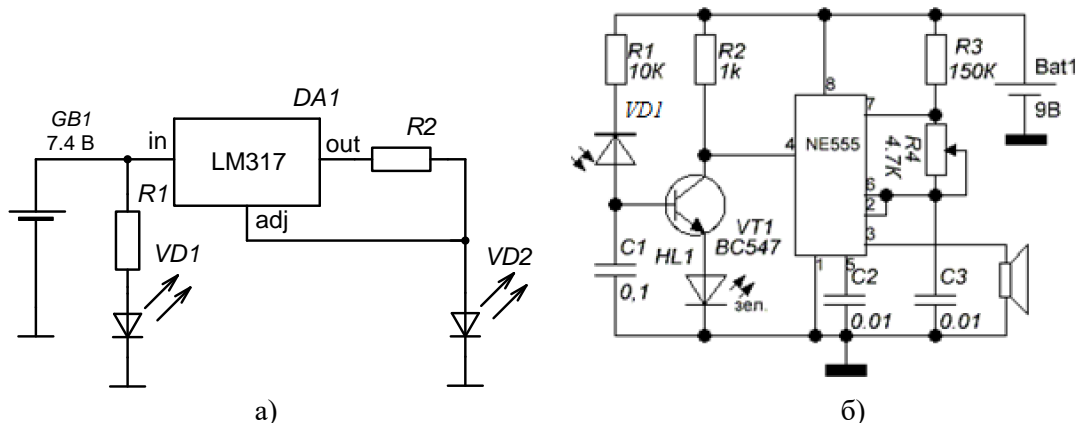 GB1
7.4 В
in
DA1
LM317
out
R2
R1
adj
VD1
VD2
а)
R1
10K
R2
1k
R3
150K
Bat1
9В
VD1
8
7
NE555
4
R4
4.7K
6
2
3
C1
0,1
HL1
VT1
BC547
зел.
1
5
C2
0.01
C3
0.01
б)